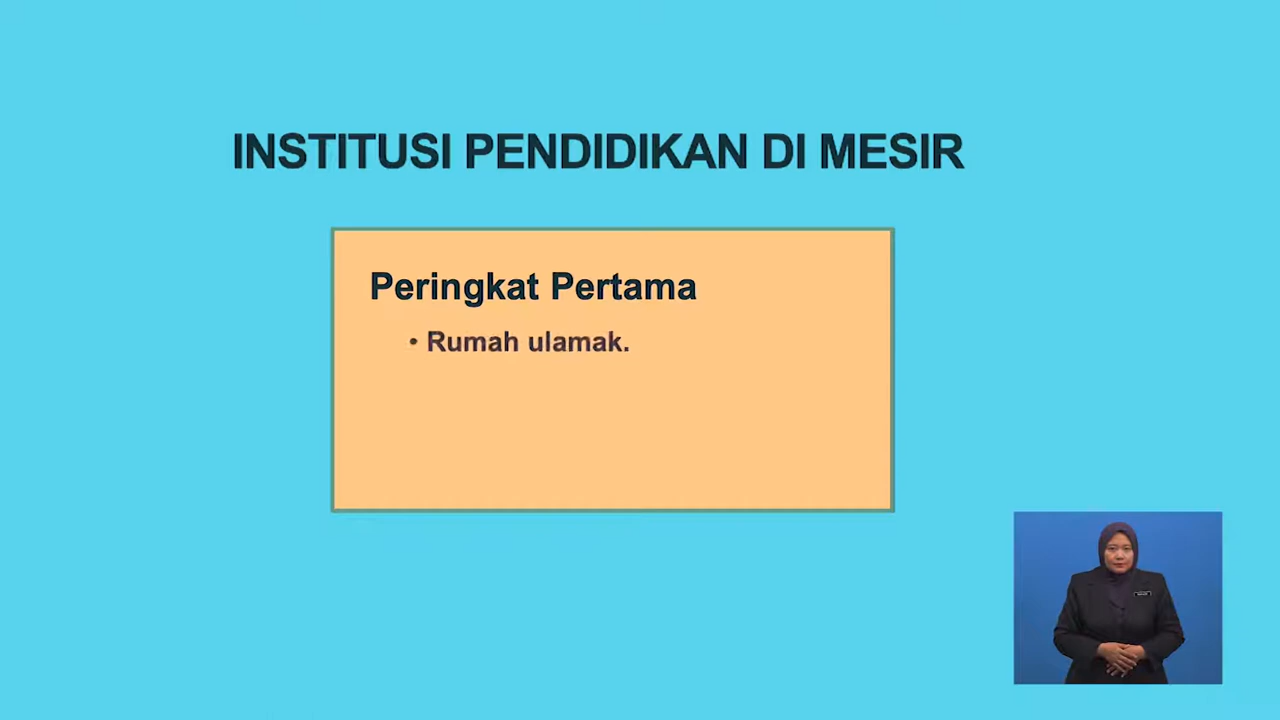 INSTITUSI PENDIDIKAN DI MESIR
Peringkat Pertama
• Rumah ulamak.